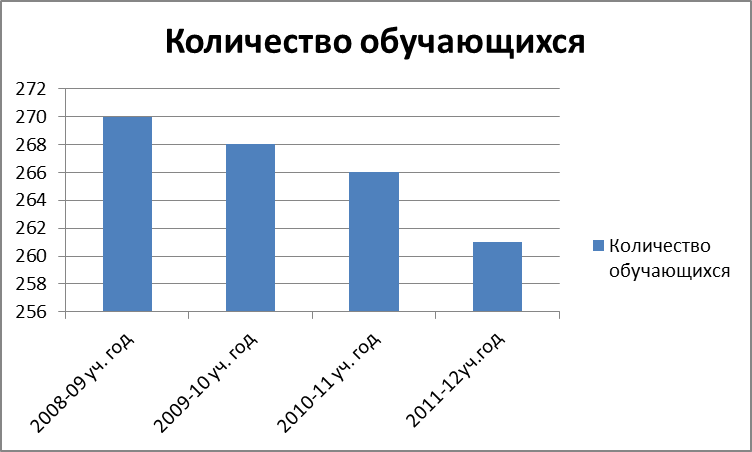 Количество обучающихся
272
270
268
266
264
262
260
258
256
2008-09 уч. год
2009-10 уч. год
2010-11 уч. год
2011-12уч.год
Количество
обучающихся